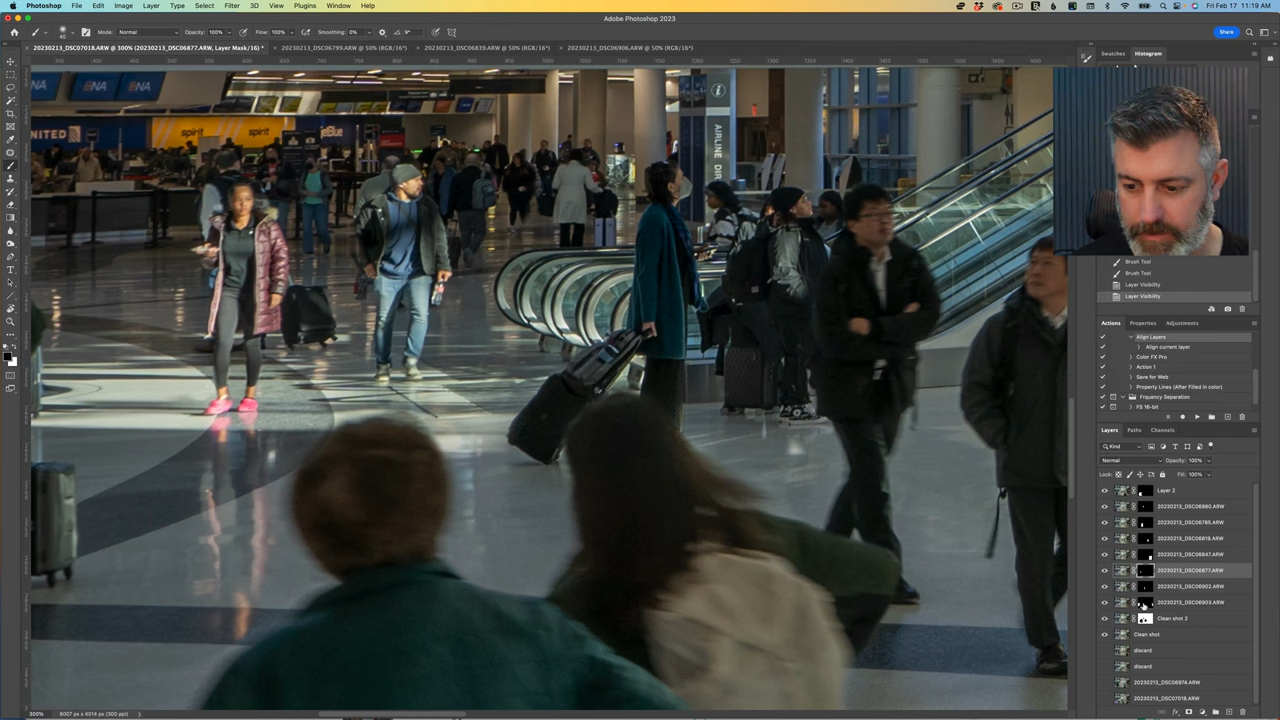 Photoshop File Edit Image Layer Type Select Filter 3D View Plugins Window Help
Fri Feb 17 11:19 AM
Adobe Photoshop 2023
40 Mode: Normal Opacity: 100% Flow: 100% Smoothing: 0% 9° Share
20230213_DSC07018.ARW @ 300% (20230213_DSC06877.ARW, Layer Mask/16) * 20230213_DSC06799.ARW @ 50% (RGB/16*) 20230213_DSC06839.ARW @ 50% (RGB/16*) 20230213_DSC06906.ARW @ 50% (RGB/16*)
Swatches Histogram
BNA BNA
UNITED spirit spirit BNA jetBlue
i
AIRLINE DIR
Brush Tool
Brush Tool
Layer Visibility
Layer Visibility
Actions Properties Adjustments
Align Layers
Align current layer
Color FX Pro
Action 1
Save for Web
Property Lines (After Filled in color)
Fruquency Separation
FS 16-bit
Layers Paths Channels
Kind
Normal Opacity: 100%
Lock: Fill: 100%
Layer 2
20230213_DSC06980.ARW
20230213_DSC06785.ARW
20230213_DSC06819.ARW
20230213_DSC06847.ARW
20230213_DSC06877.ARW
20230213_DSC06902.ARW
20230213_DSC06903.ARW
Clean shot 2
Clean shot
discard
discard
20230213_DSC06974.ARW
20230213_DSC07018.ARW
300% 6007 px x 4014 px (300 ppi)